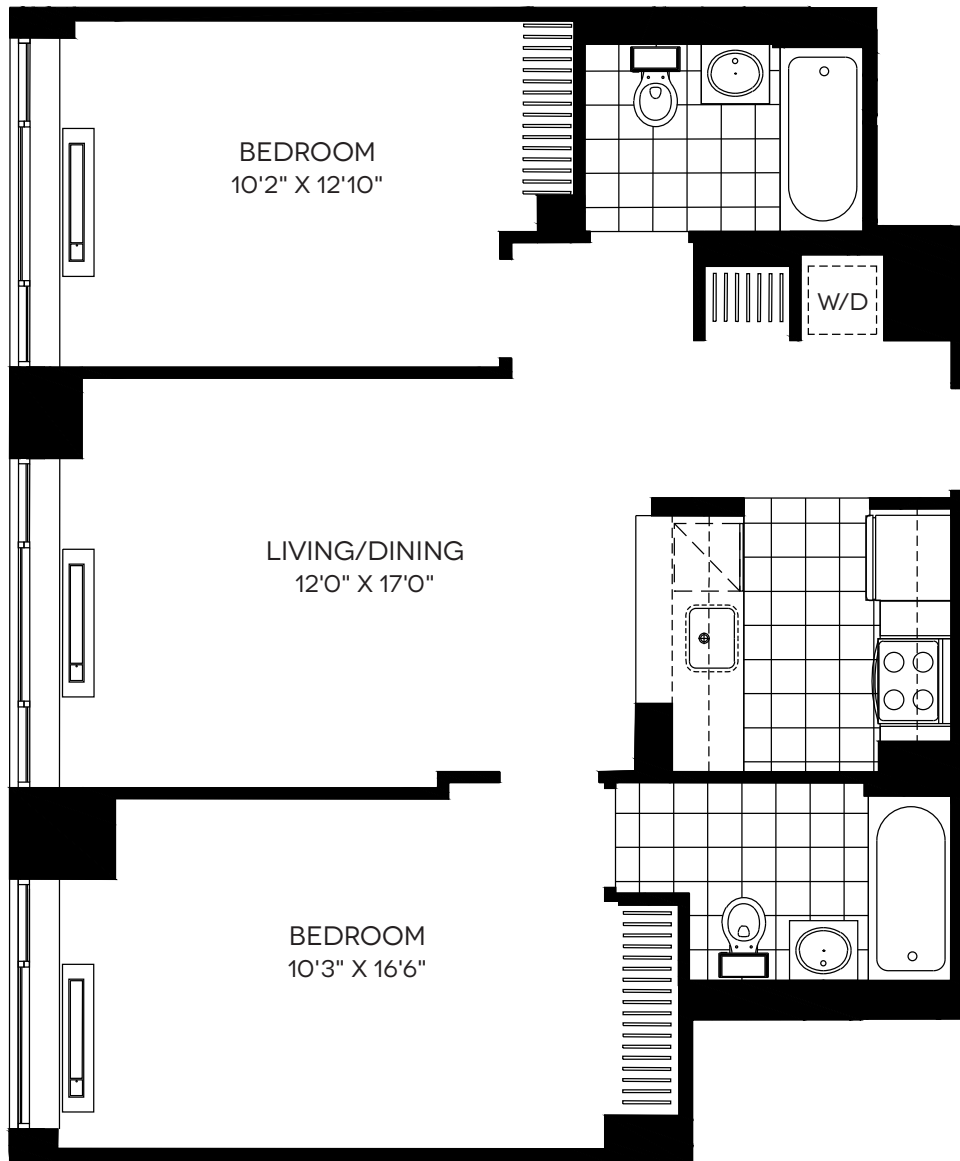 BEDROOM
10'2" X 12'10"
W/D
LIVING/DINING
12'0" X 17'0"
BEDROOM
10'3" X 16'6"